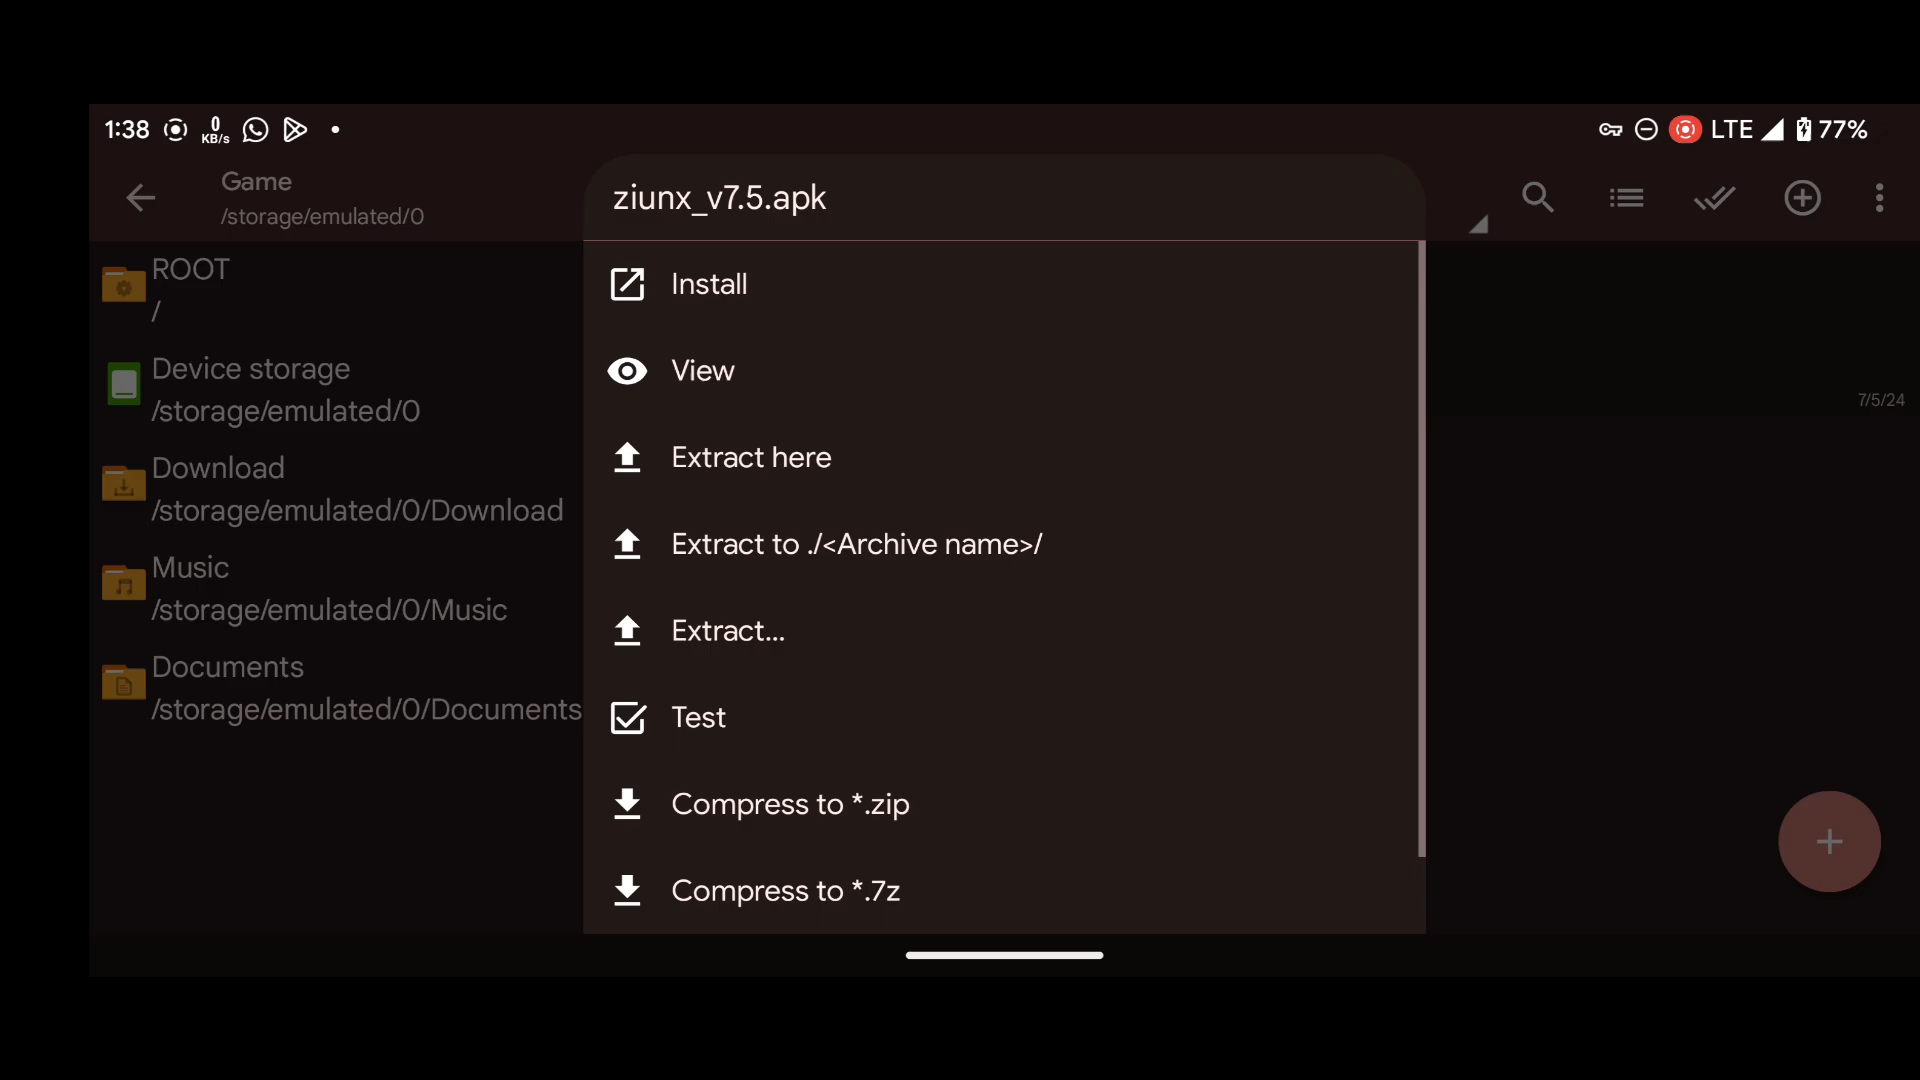 1:38 0 KB/s LTE 77%
Game
/storage/emulated/0
ziunx_v7.5.apk
ROOT
/
Device storage
/storage/emulated/0
Download
/storage/emulated/0/Download
Music
/storage/emulated/0/Music
Documents
/storage/emulated/0/Documents
Install
View
Extract here
Extract to ./<Archive name>/
Extract...
Test
Compress to *.zip
Compress to *.7z
7/5/24